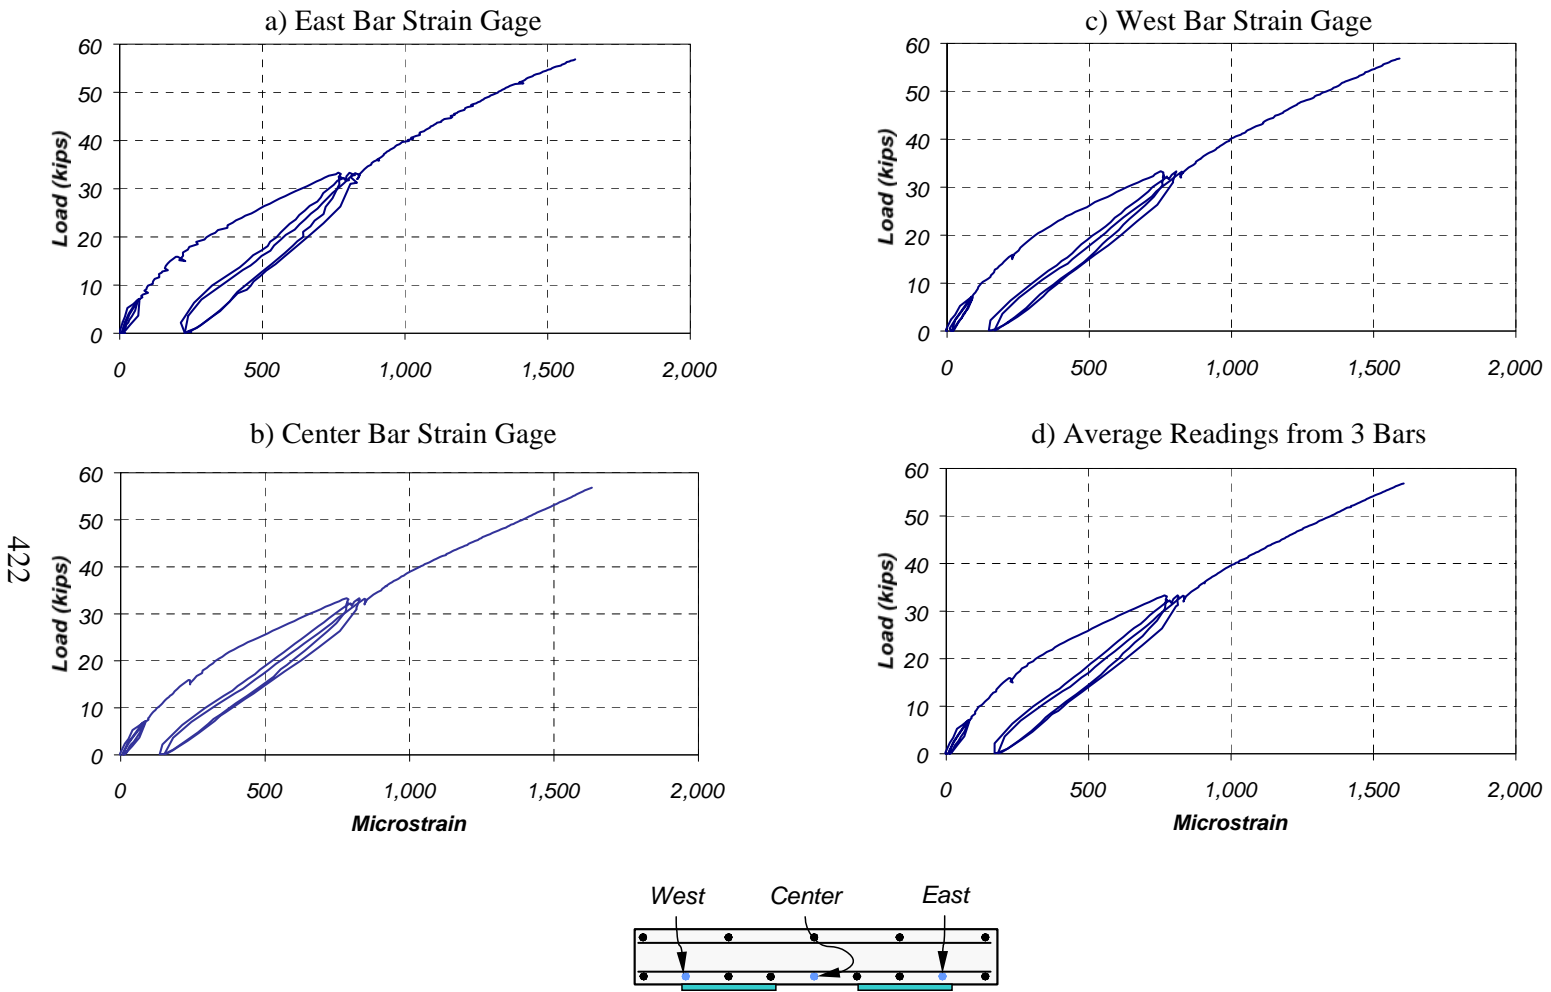 a) East Bar Strain Gage
60
50
40
30
20
10
0
Load (kips)
0 500 1,000 1,500 2,000
c) West Bar Strain Gage
60
50
40
30
20
10
0
Load (kips)
0 500 1,000 1,500 2,000
b) Center Bar Strain Gage
60
50
40
30
20
10
0
Load (kips)
0 500 1,000 1,500 2,000
Microstrain
d) Average Readings from 3 Bars
60
50
40
30
20
10
0
Load (kips)
0 500 1,000 1,500 2,000
Microstrain
422
West Center East